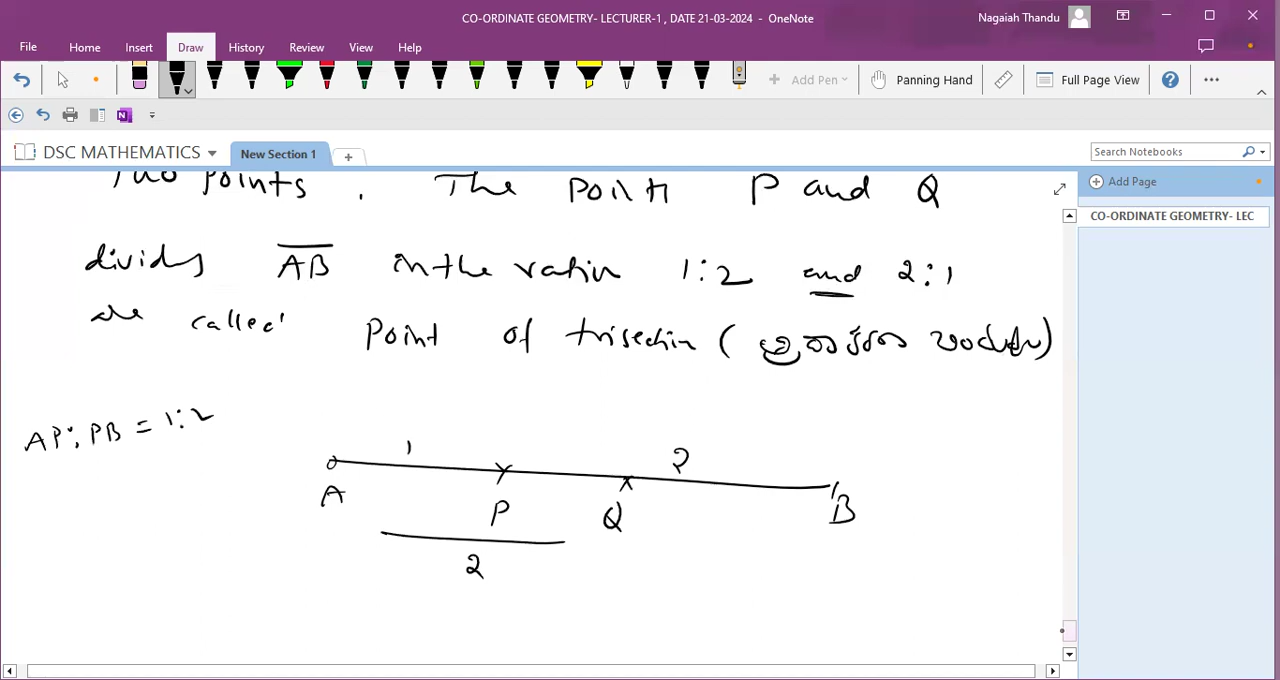 CO-ORDINATE GEOMETRY- LECTURER-1 , DATE 21-03-2024 - OneNote
Nagaiah Thandu
File Home Insert Draw History Review View Help
Add Pen Panning Hand Full Page View
DSC MATHEMATICS New Section 1
Search Notebooks
Add Page
CO-ORDINATE GEOMETRY- LEC
Two points . The point P and Q
divides AB in the ratio 1:2 and 2:1
are called point of trisection (
AP:PB = 1:2
1 2
A P Q B
2